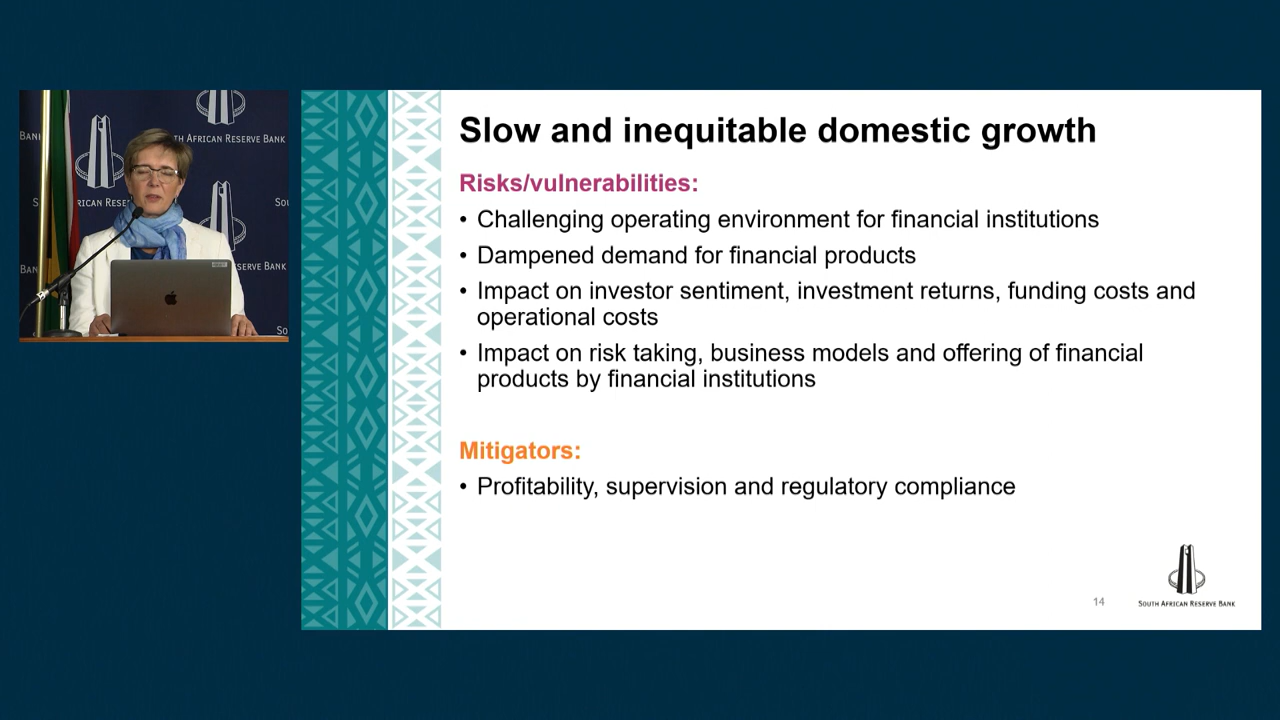 BANK
TH AFRICAN RESERVE BANK
S
RICAN RESE
SOU
BAN
SERVE BANK
SO
SO
Slow and inequitable domestic growth
Risks/vulnerabilities:
• Challenging operating environment for financial institutions
• Dampened demand for financial products
• Impact on investor sentiment, investment returns, funding costs and
operational costs
• Impact on risk taking, business models and offering of financial
products by financial institutions
Mitigators:
• Profitability, supervision and regulatory compliance
14
SOUTH AFRICAN RESERVE BANK